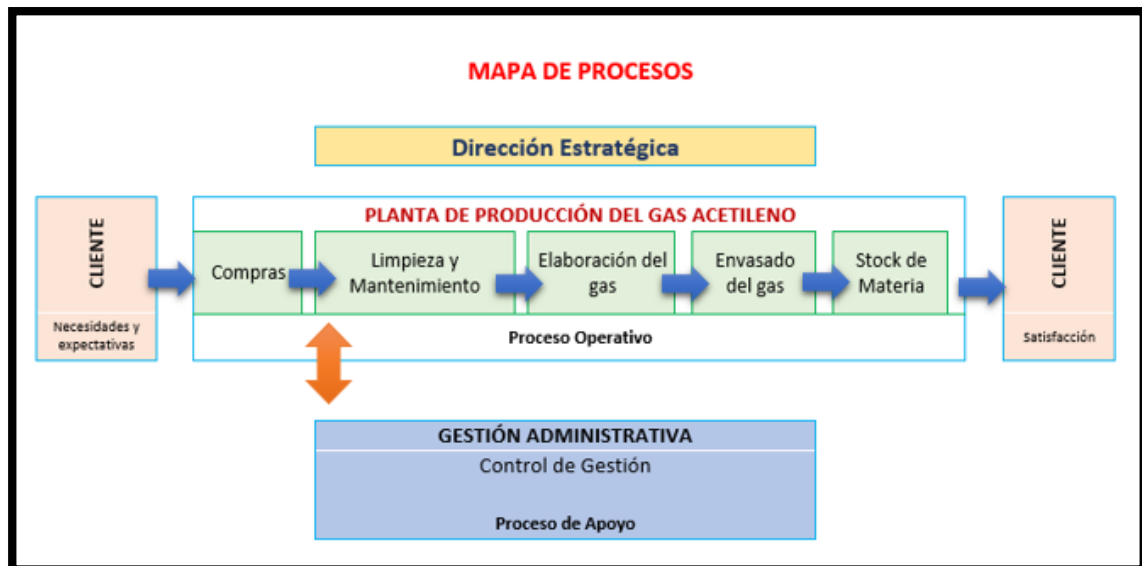 MAPA DE PROCESOS
Dirección Estratégica
CLIENTE
Necesidades y
expectativas
PLANTA DE PRODUCCIÓN DEL GAS ACETILENO
Compras
Limpieza y
Mantenimiento
Elaboración del
gas
Envasado
del gas
Stock de
Materia
Proceso Operativo
CLIENTE
Satisfacción
GESTIÓN ADMINISTRATIVA
Control de Gestión
Proceso de Apoyo